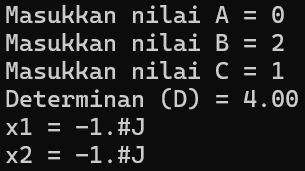 Masukkan nilai A = 0
Masukkan nilai B = 2
Masukkan nilai C = 1
Determinan (D) = 4.00
x1 = -1.#J
x2 = -1.#J